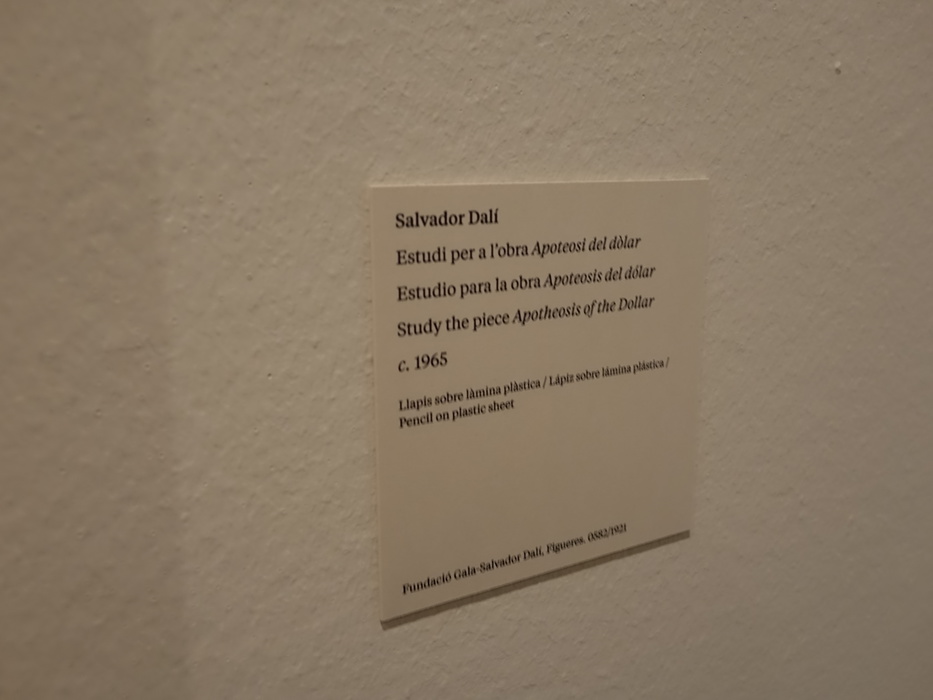 Salvador Dalí
Estudi per a l'obra Apoteosi del dòlar
Estudio para la obra Apoteosis del dólar
Study the piece Apotheosis of the Dollar
c. 1965
Llapis sobre làmina plàstica / Lápiz sobre lámina plástica /
Pencil on plastic sheet
Fundació Gala-Salvador Dalí, Figueres. 0582/1921